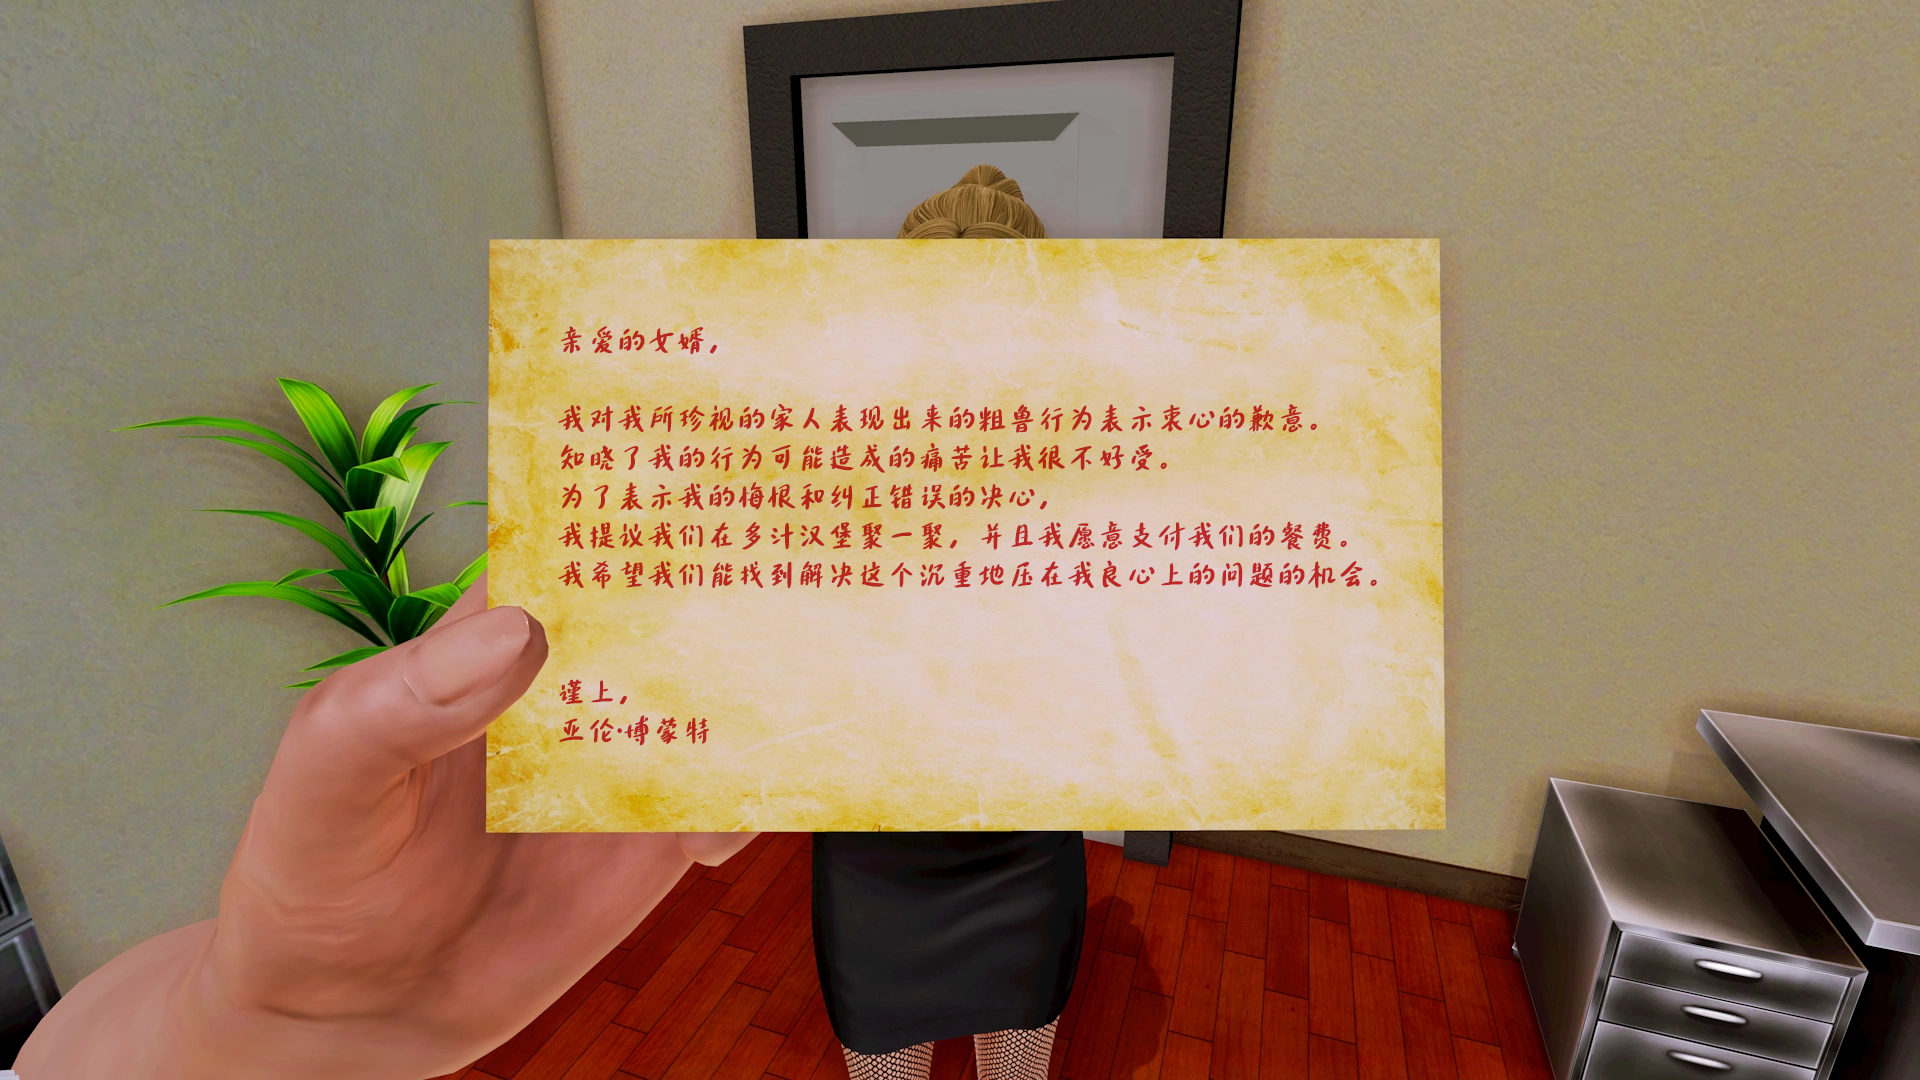 亲爱的女婿，
我对我所珍视的家人表现出来的粗鲁行为表示衷心的歉意。
知晓了我的行为可能造成的痛苦让我很不好受。
为了表示我的悔恨和纠正错误的决心，
我提议我们在多汁汉堡聚一聚，并且我愿意支付我们的餐费。
我希望我们能找到解决这个沉重地压在我良心上的问题的机会。
谨上，
亚伦·博蒙特